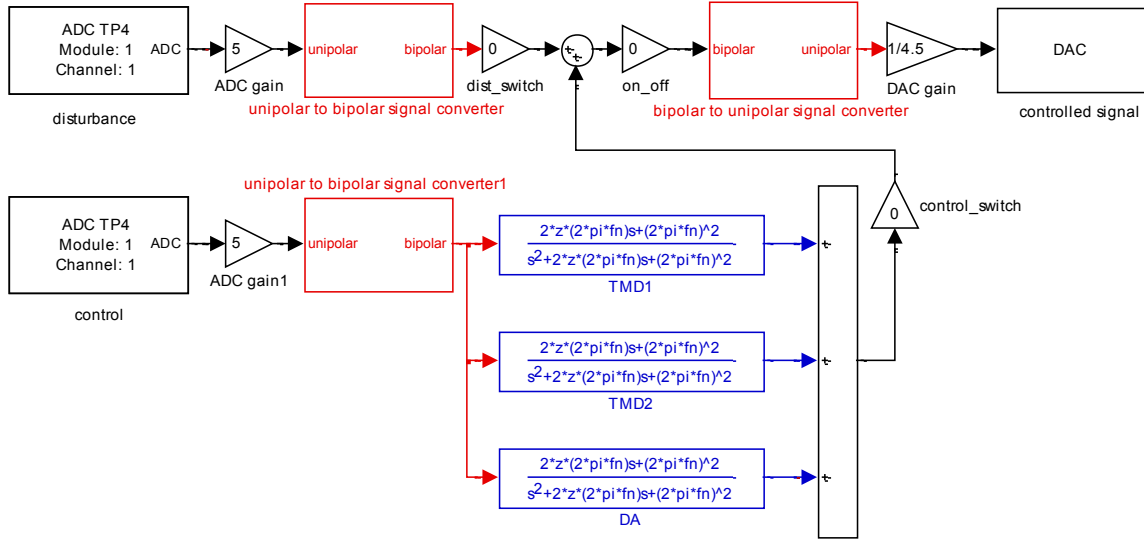 ADC TP4
Module: 1
Channel: 1
ADC
disturbance
5
ADC gain
unipolar
bipolar
unipolar to bipolar signal converter
0
dist_switch
+
+
0
on_off
bipolar
unipolar
bipolar to unipolar signal converter
1/4.5
DAC gain
DAC
controlled signal
ADC TP4
Module: 1
Channel: 1
ADC
control
5
ADC gain1
unipolar to bipolar signal converter1
unipolar
bipolar
2*z*(2*pi*fn)s+(2*pi*fn)^2
s2+2*z*(2*pi*fn)s+(2*pi*fn)^2
TMD1
2*z*(2*pi*fn)s+(2*pi*fn)^2
s2+2*z*(2*pi*fn)s+(2*pi*fn)^2
TMD2
2*z*(2*pi*fn)s+(2*pi*fn)^2
s2+2*z*(2*pi*fn)s+(2*pi*fn)^2
DA
+
+
+
0
control_switch